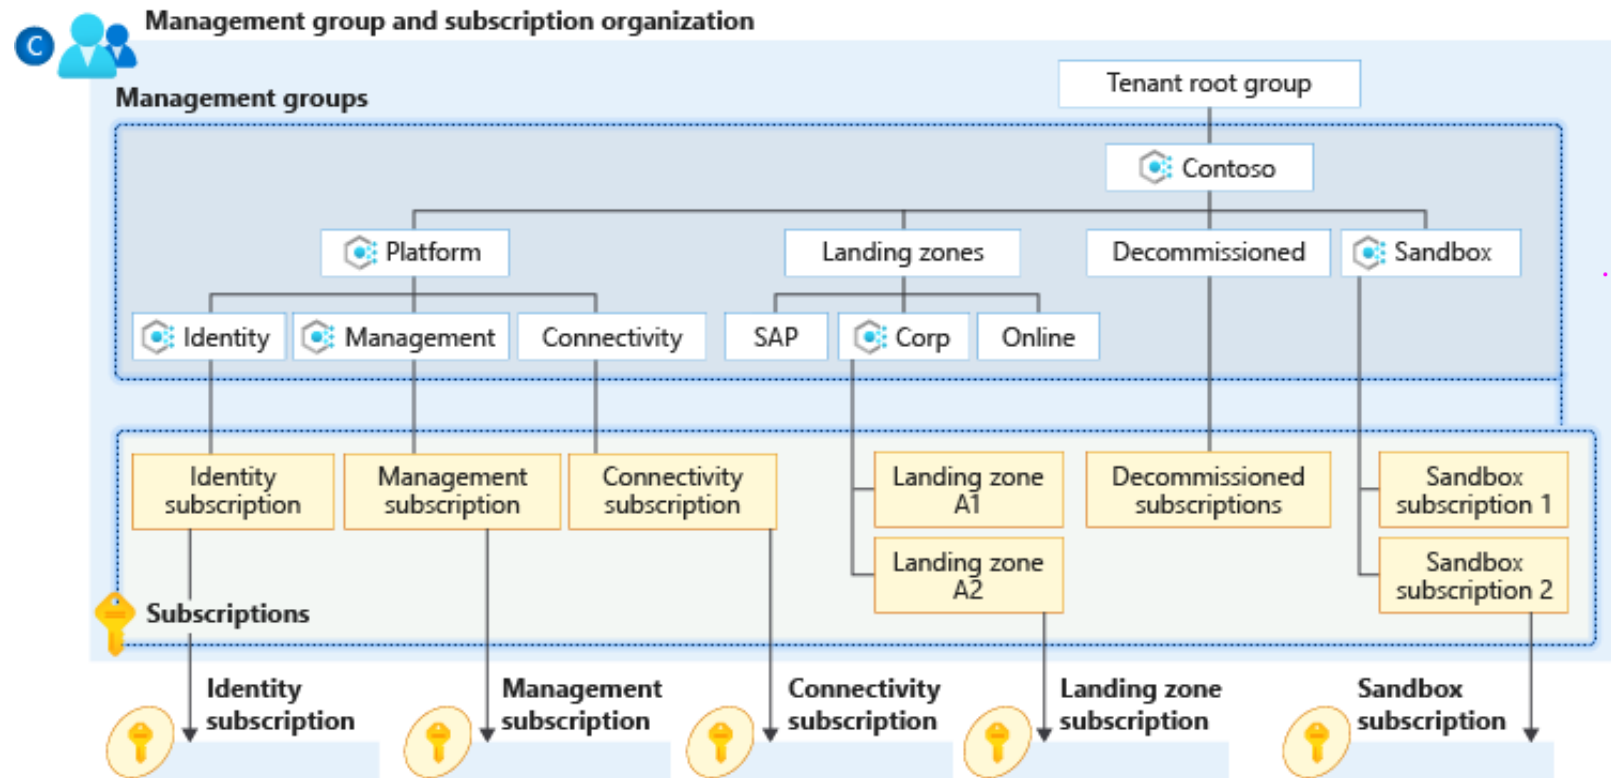 Management group and subscription organization
C
Tenant root group
Management groups
Contoso
Platform
Landing zones
Decommissioned
Sandbox
Identity
Management
Connectivity
SAP
Corp
Online
Identity
subscription
Management
subscription
Connectivity
subscription
Landing zone
A1
Decommissioned
subscriptions
Sandbox
subscription 1
Landing zone
A2
Sandbox
subscription 2
Subscriptions
Identity
subscription
Management
subscription
Connectivity
subscription
Landing zone
subscription
Sandbox
subscription